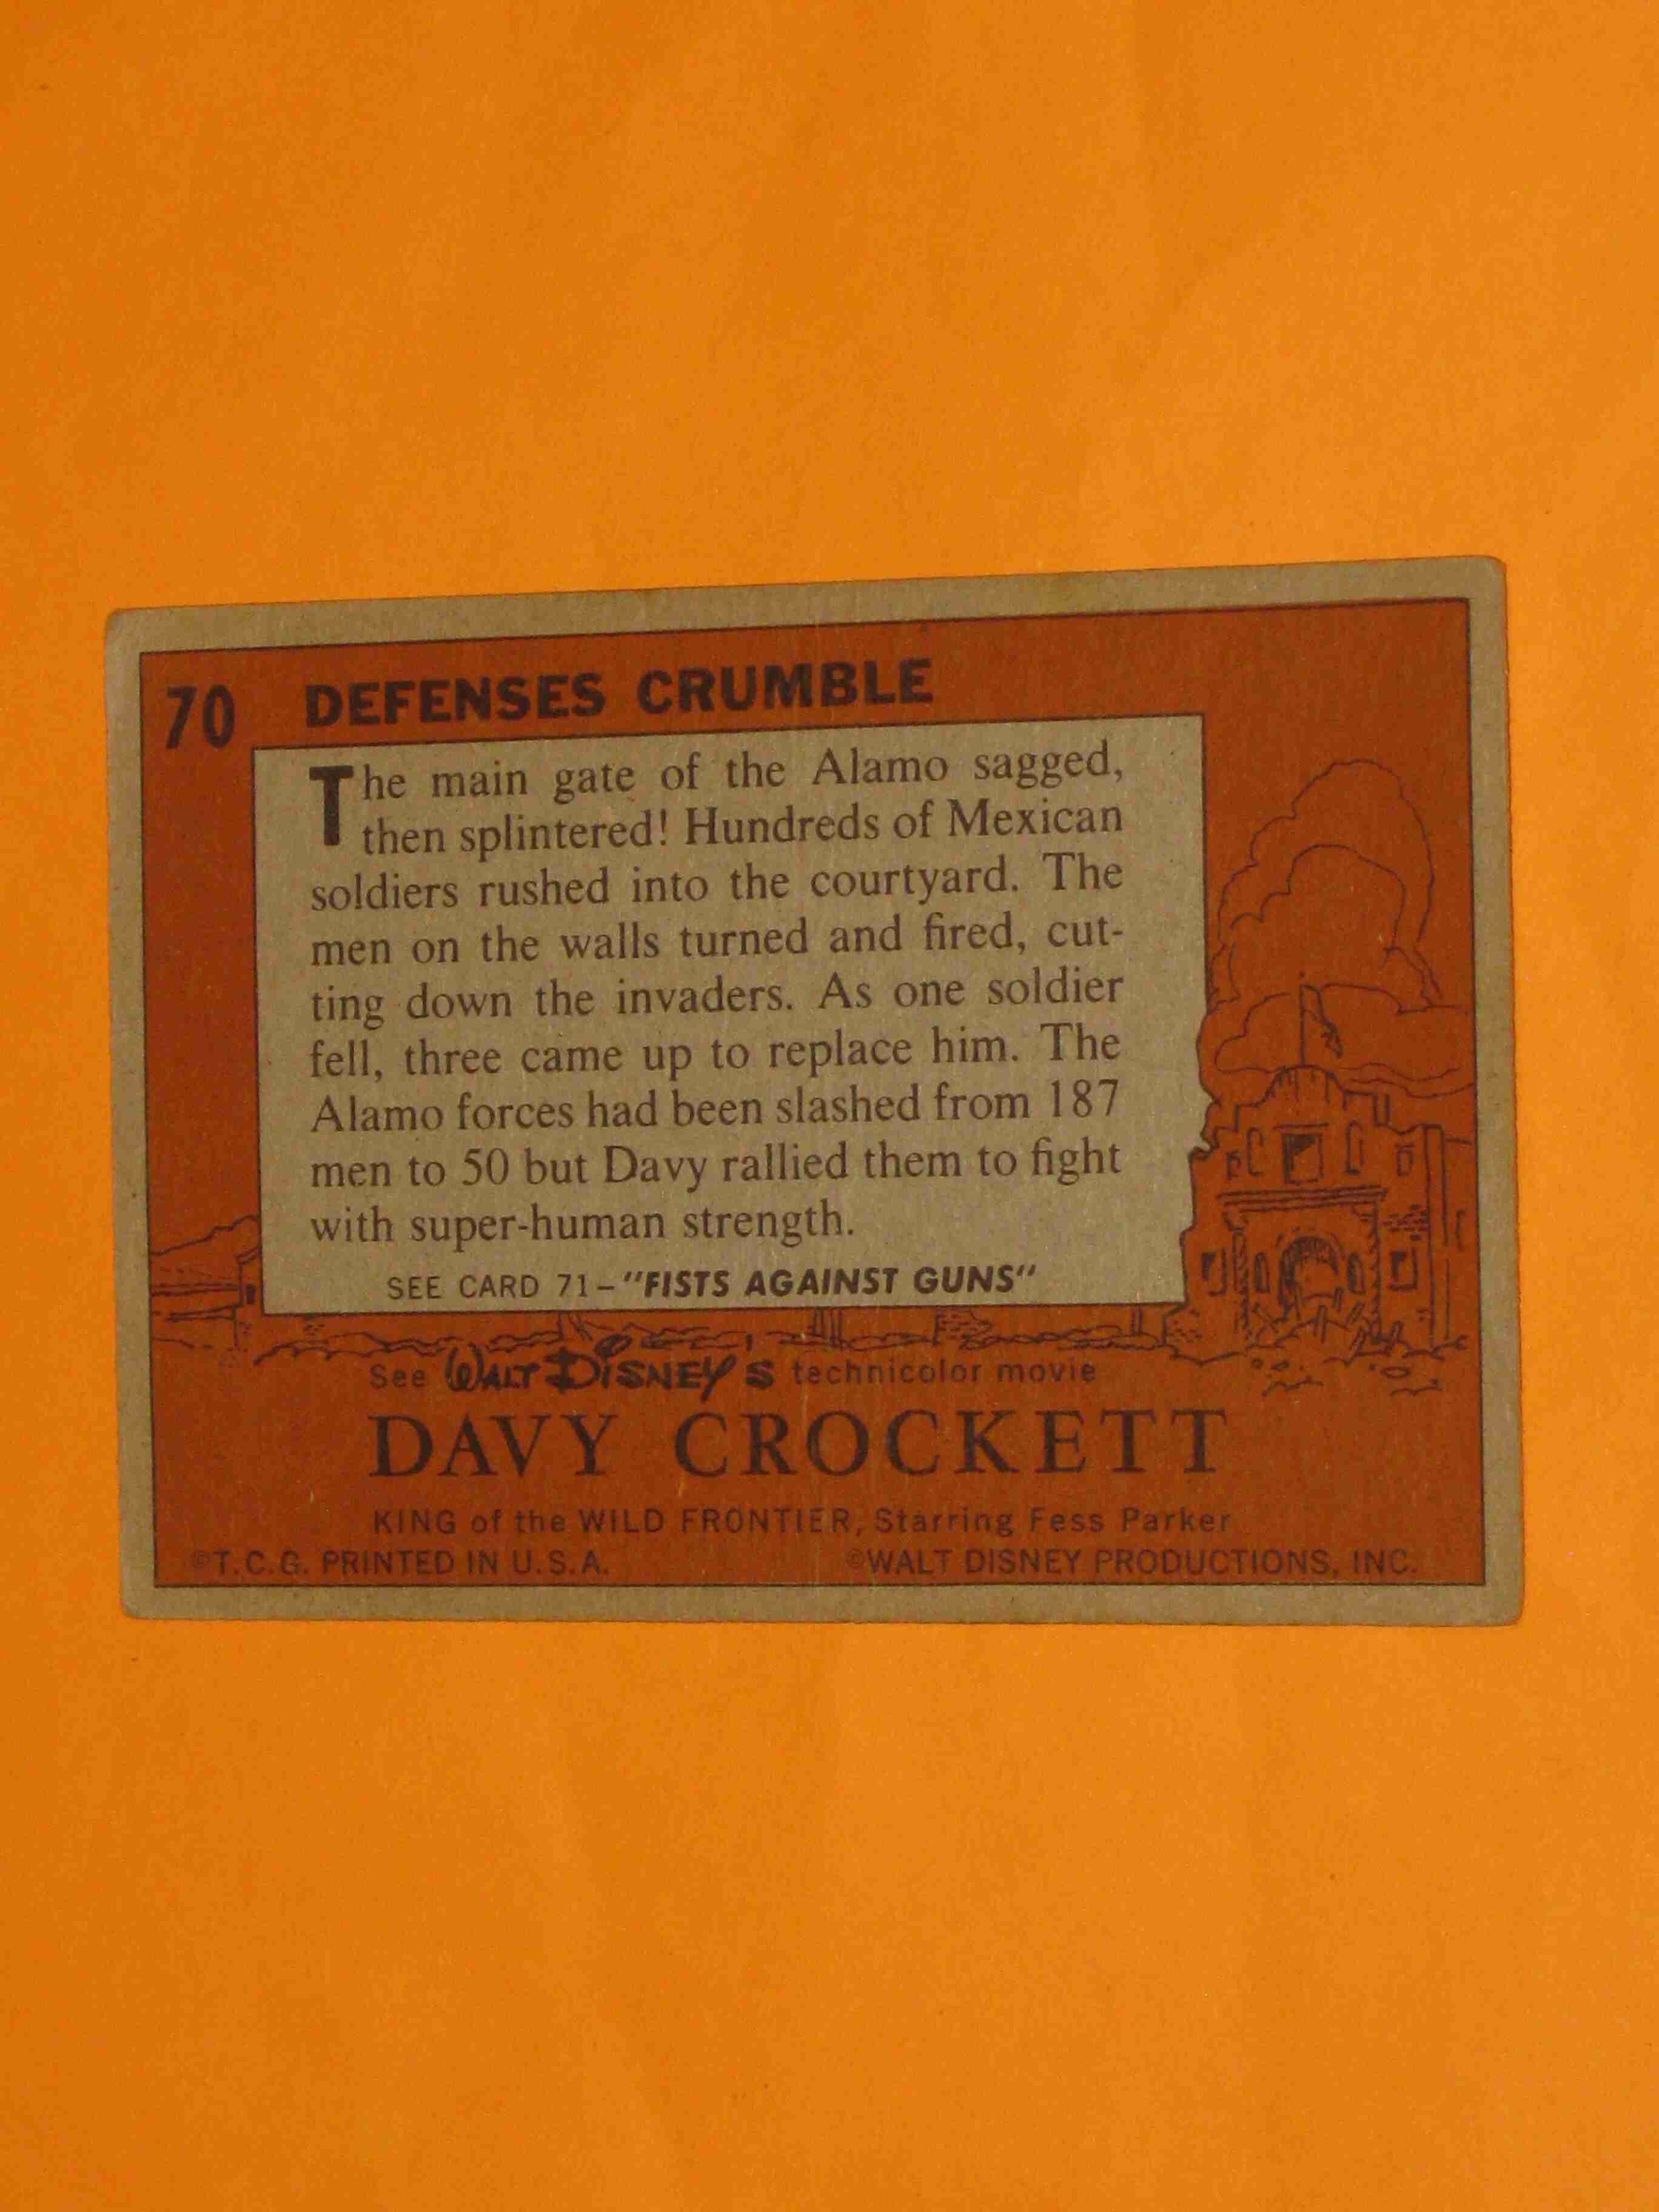 70 DEFENSES CRUMBLE
The main gate of the Alamo sagged,
then splintered! Hundreds of Mexican
soldiers rushed into the courtyard. The
men on the walls turned and fired, cut-
ting down the invaders. As one soldier
fell, three came up to replace him. The
Alamo forces had been slashed from 187
men to 50 but Davy rallied them to fight
with super-human strength.
SEE CARD 71–"FISTS AGAINST GUNS"
See WALT DISNEY'S technicolor movie
DAVY CROCKETT
KING of the WILD FRONTIER, Starring Fess Parker
©T.C.G. PRINTED IN U.S.A. ©WALT DISNEY PRODUCTIONS, INC.